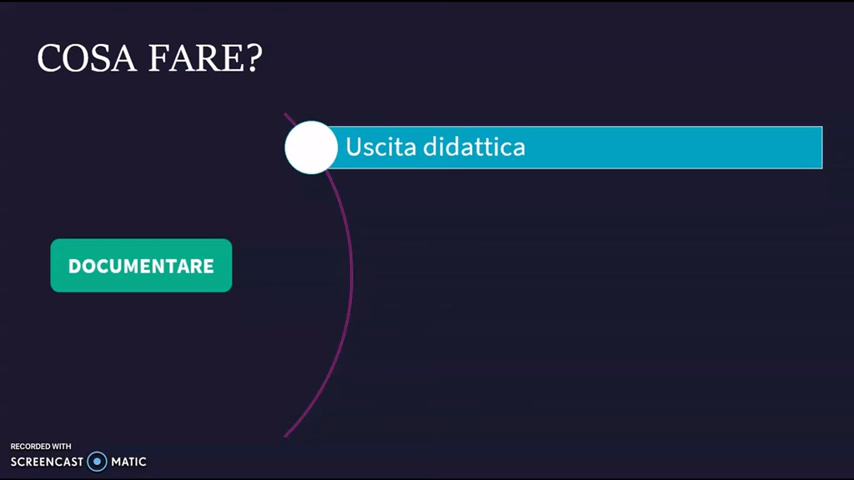 COSA FARE?
Uscita didattica
DOCUMENTARE
RECORDED WITH
SCREENCAST MATIC